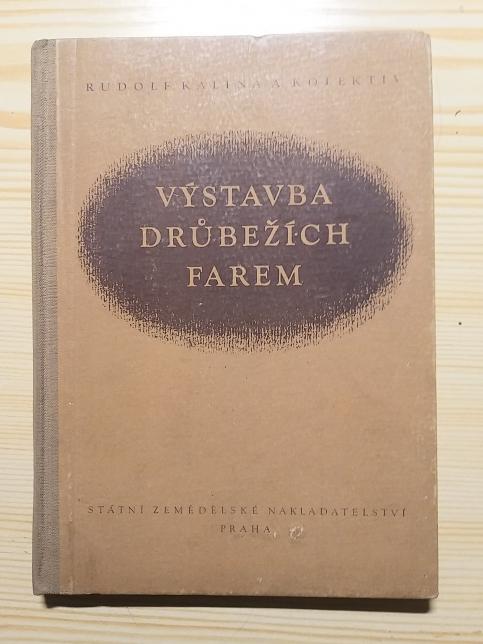 RUDOLF KALINA A KOLEKTIV
VÝSTAVBA
DRŮBEŽÍCH
FAREM
STÁTNÍ ZEMĚDĚLSKÉ NAKLADATELSTVÍ
PRAHA